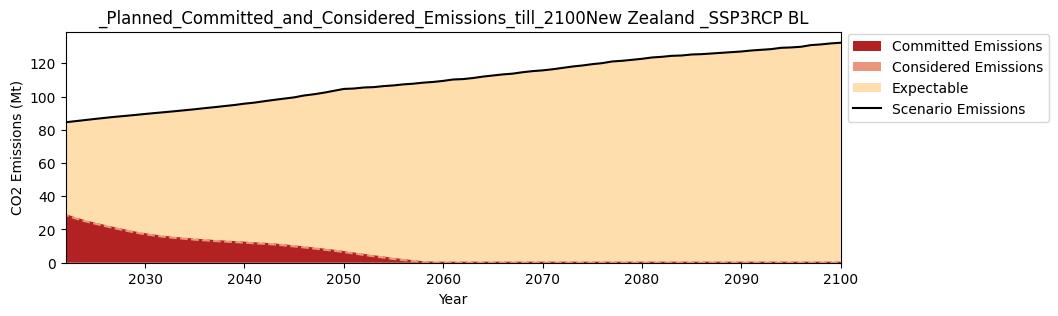 _Planned_Committed_and_Considered_Emissions_till_2100New Zealand _SSP3RCP BL
Committed Emissions
Considered Emissions
Expectable
Scenario Emissions
CO2 Emissions (Mt)
120
100
80
60
40
20
0
2030 2040 2050 2060 2070 2080 2090 2100
Year